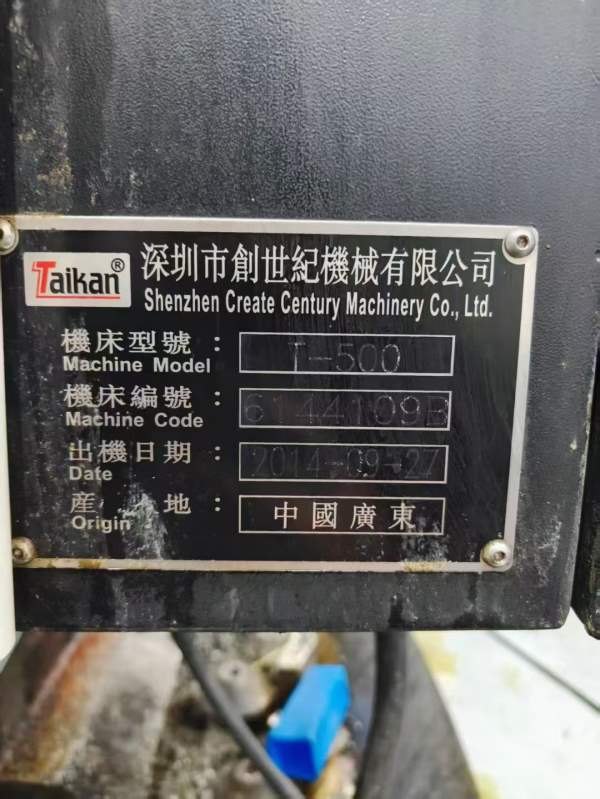 Taikan®
深圳市創世紀機械有限公司
Shenzhen Create Century Machinery Co., Ltd.
機床型號： T-500
Machine Model
機床編號： 6144109B
Machine Code
出機日期： 2014-09-27
Date
產 地： 中國廣東
Origin